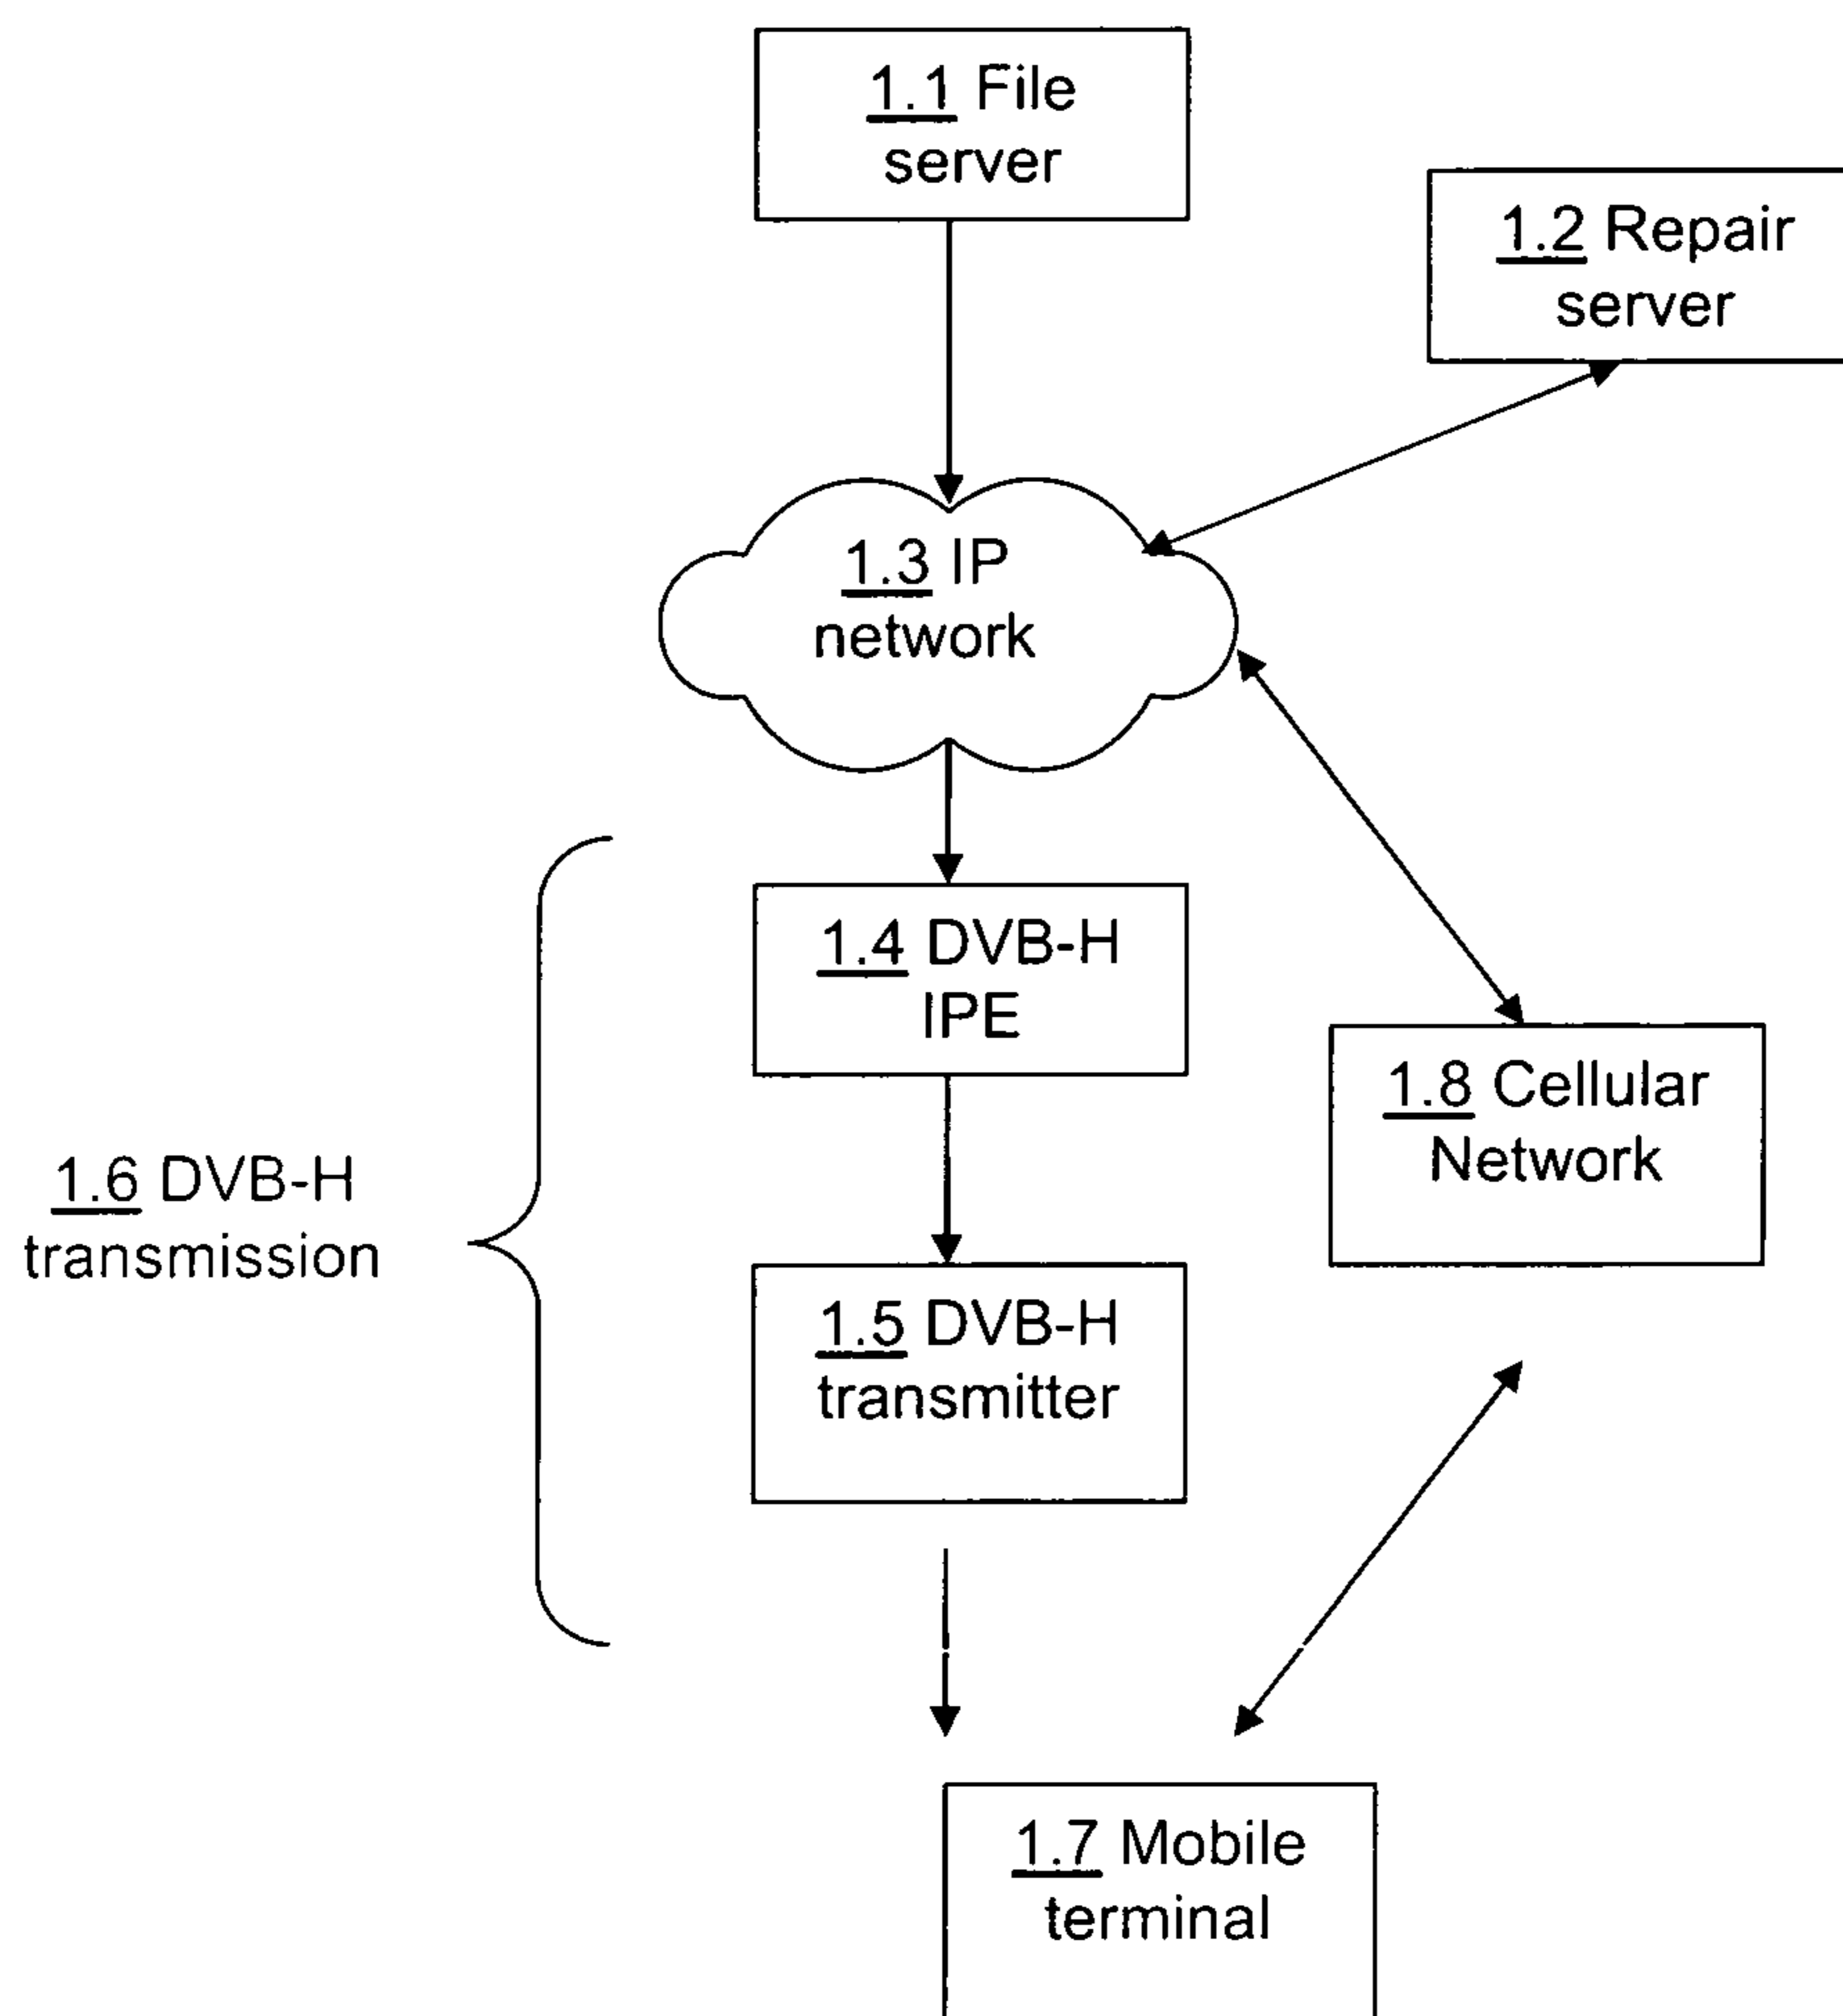 1.1 File
server
1.2 Repair
server
1.3 IP
network
1.4 DVB-H
IPE
1.8 Cellular
Network
1.6 DVB-H
transmission
1.5 DVB-H
transmitter
1.7 Mobile
terminal